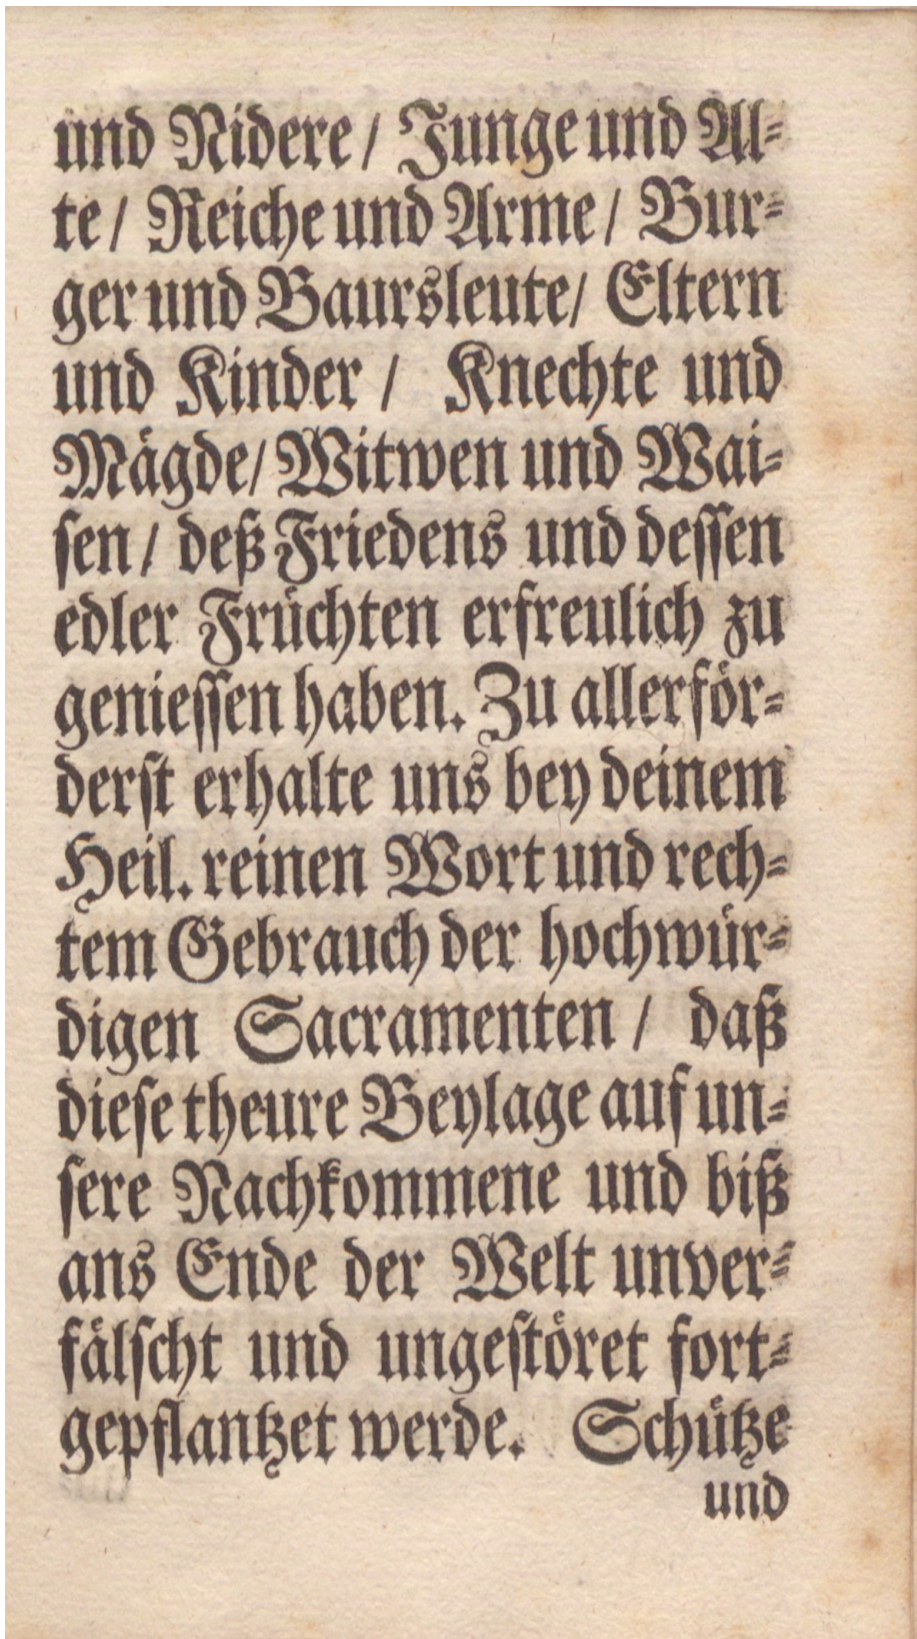 und Nidere / Junge und Al-
te / Reiche und Arme / Bur-
ger und Baursleute / Eltern
und Kinder / Knechte und
Mägde / Witwen und Wai-
sen / deß Friedens und dessen
edler Früchten erfreulich zu
geniessen haben. Zu allerför-
derst erhalte uns bey deinem
Heil. reinen Wort und rech-
tem Gebrauch der hochwür-
digen Sacramenten / daß
diese theure Beylage auf un-
sere Nachkommene und biß
ans Ende der Welt unver-
fälscht und ungestöret fort-
gepflantzet werde. Schütze
und